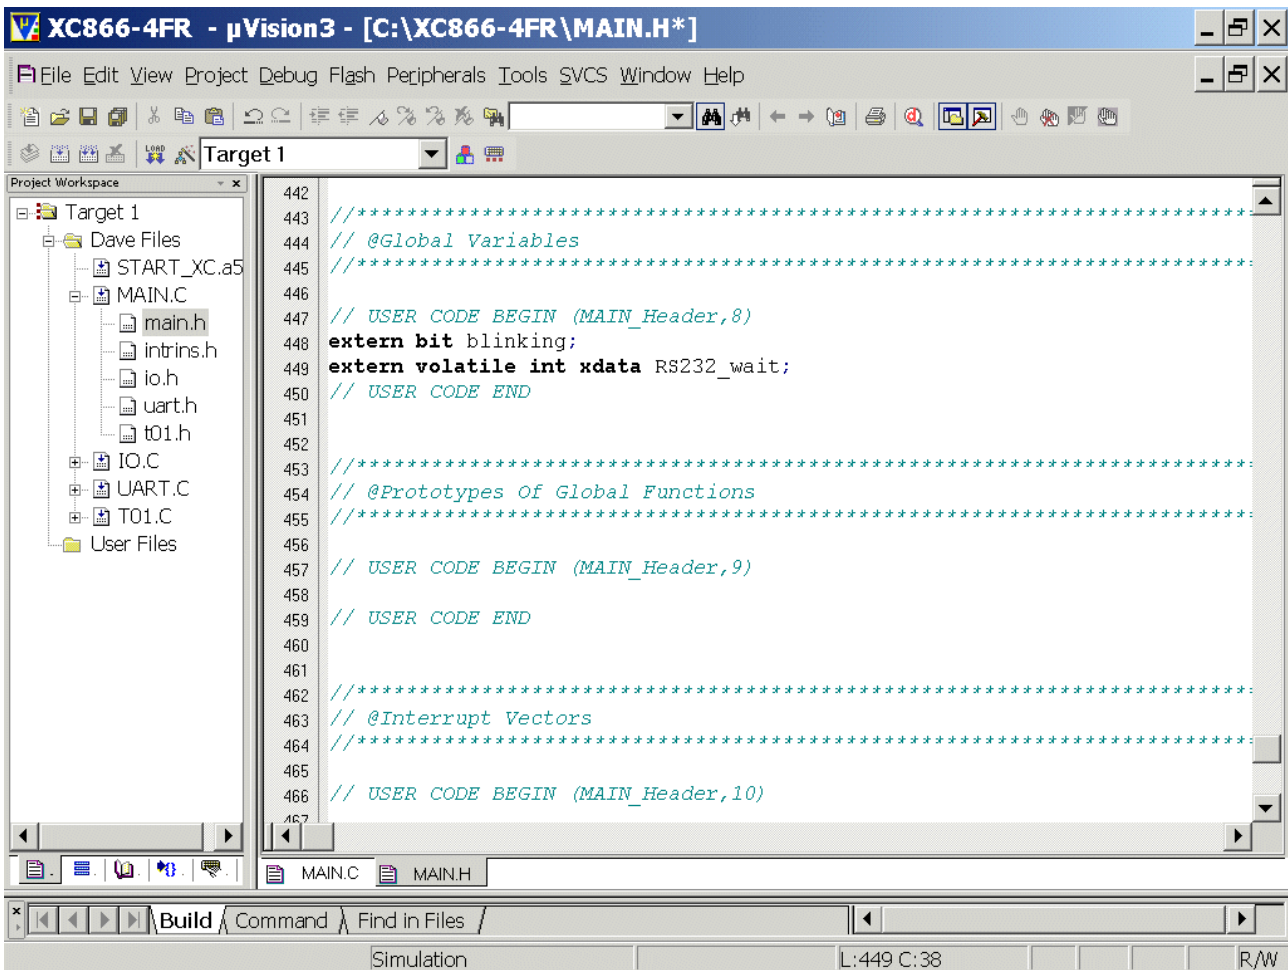 XC866-4FR - µVision3 - [C:\XC866-4FR\MAIN.H*]
File Edit View Project Debug Flash Peripherals Tools SVCS Window Help
LOAD Target 1
Project Workspace
Target 1
Dave Files
START_XC.a5
MAIN.C
main.h
intrins.h
io.h
uart.h
t01.h
IO.C
UART.C
T01.C
User Files
442
443 //************************************************************************
444 // @Global Variables
445 //************************************************************************
446
447 // USER CODE BEGIN (MAIN_Header,8)
448 extern bit blinking;
449 extern volatile int xdata RS232_wait;
450 // USER CODE END
451
452
453 //************************************************************************
454 // @Prototypes Of Global Functions
455 //************************************************************************
456
457 // USER CODE BEGIN (MAIN_Header,9)
458
459 // USER CODE END
460
461
462 //************************************************************************
463 // @Interrupt Vectors
464 //************************************************************************
465
466 // USER CODE BEGIN (MAIN_Header,10)
467
MAIN.C MAIN.H
Build Command Find in Files
Simulation L:449 C:38 R/W